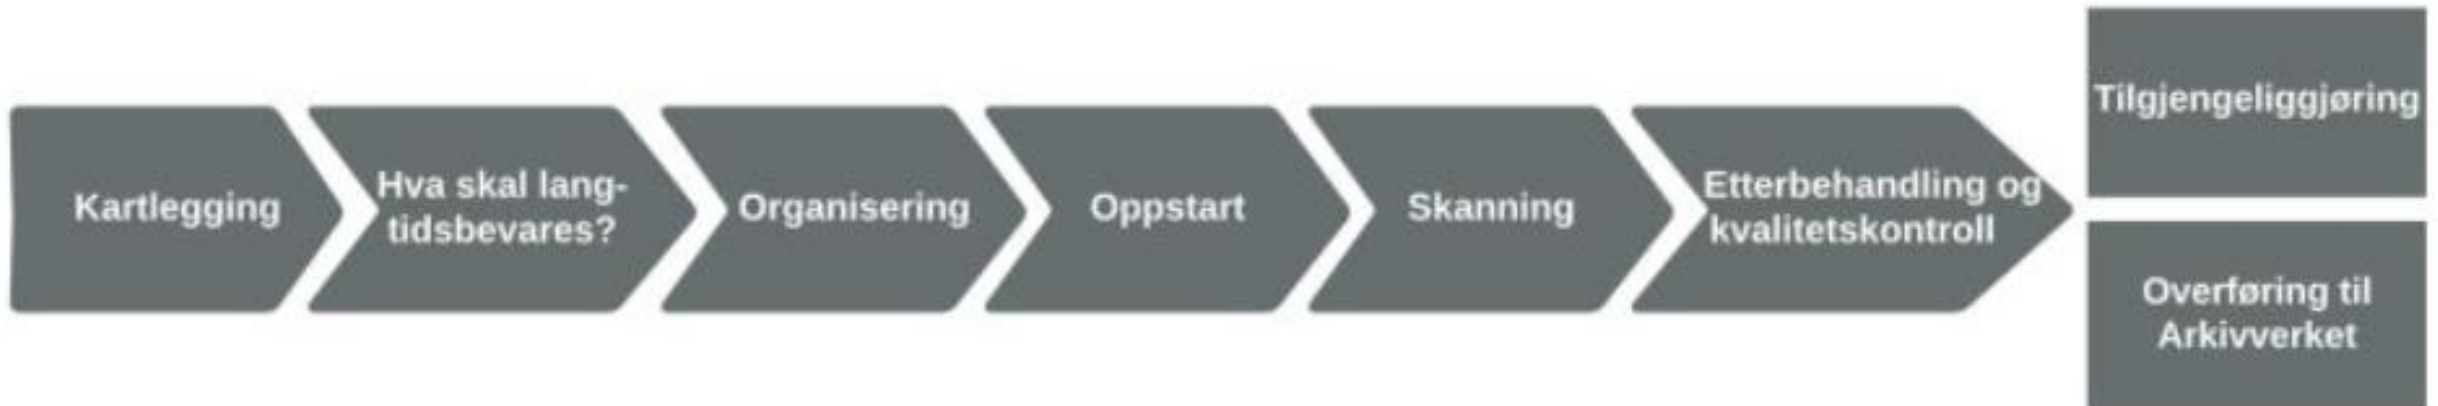 Kartlegging
Hva skal lang-
tidsbevares?
Organisering
Oppstart
Skanning
Etterbehandling og
kvalitetskontroll
Tilgjengeliggjøring
Overføring til
Arkivverket